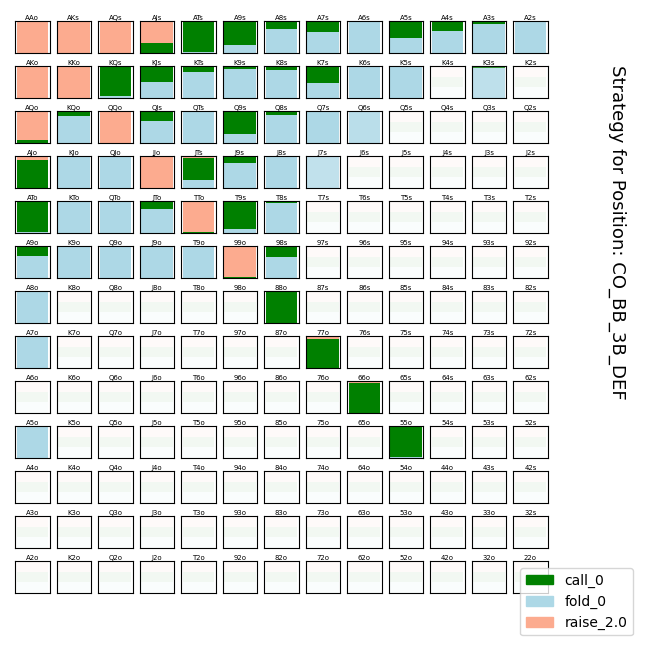 AAo AKs AQs AJs ATs A9s A8s A7s A6s A5s A4s A3s A2s
AKo KKo KQs KJs KTs K9s K8s K7s K6s K5s K4s K3s K2s
AQo KQo QQo QJs QTs Q9s Q8s Q7s Q6s Q5s Q4s Q3s Q2s
AJo KJo QJo JJo JTs J9s J8s J7s J6s J5s J4s J3s J2s
ATo KTo QTo JTo TTo T9s T8s T7s T6s T5s T4s T3s T2s
A9o K9o Q9o J9o T9o 99o 98s 97s 96s 95s 94s 93s 92s
A8o K8o Q8o J8o T8o 98o 88o 87s 86s 85s 84s 83s 82s
A7o K7o Q7o J7o T7o 97o 87o 77o 76s 75s 74s 73s 72s
A6o K6o Q6o J6o T6o 96o 86o 76o 66o 65s 64s 63s 62s
A5o K5o Q5o J5o T5o 95o 85o 75o 65o 55o 54s 53s 52s
A4o K4o Q4o J4o T4o 94o 84o 74o 64o 54o 44o 43s 42s
A3o K3o Q3o J3o T3o 93o 83o 73o 63o 53o 43o 33o 32s
A2o K2o Q2o J2o T2o 92o 82o 72o 62o 52o 42o 32o 22o
Strategy for Position: CO_BB_3B_DEF
call_0
fold_0
raise_2.0